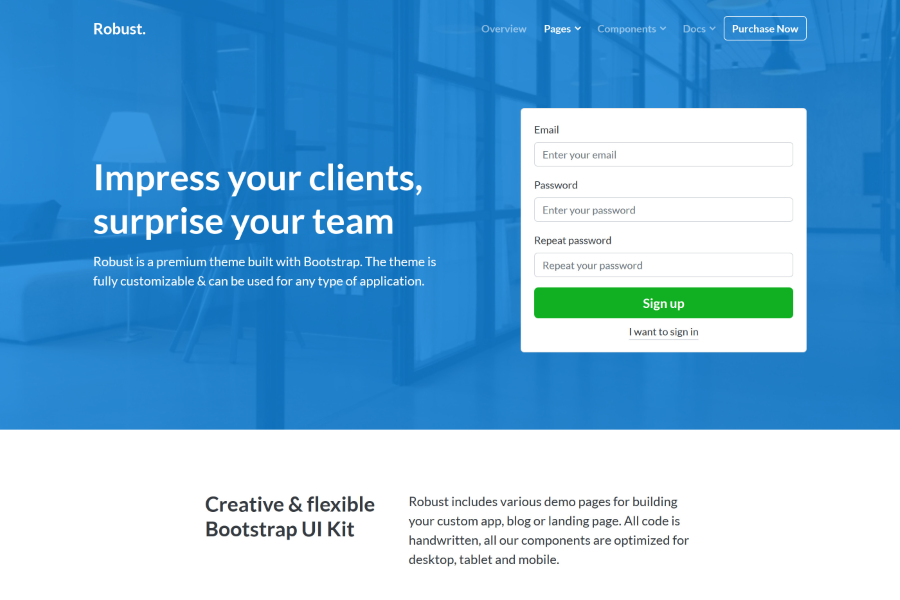 Robust.
Overview
Pages
Components
Docs
Purchase Now
Impress your clients,
surprise your team
Robust is a premium theme built with Bootstrap. The theme is
fully customizable & can be used for any type of application.
Email
Enter your email
Password
Enter your password
Repeat password
Repeat your password
Sign up
I want to sign in
Creative & flexible
Bootstrap UI Kit
Robust includes various demo pages for building
your custom app, blog or landing page. All code is
handwritten, all our components are optimized for
desktop, tablet and mobile.